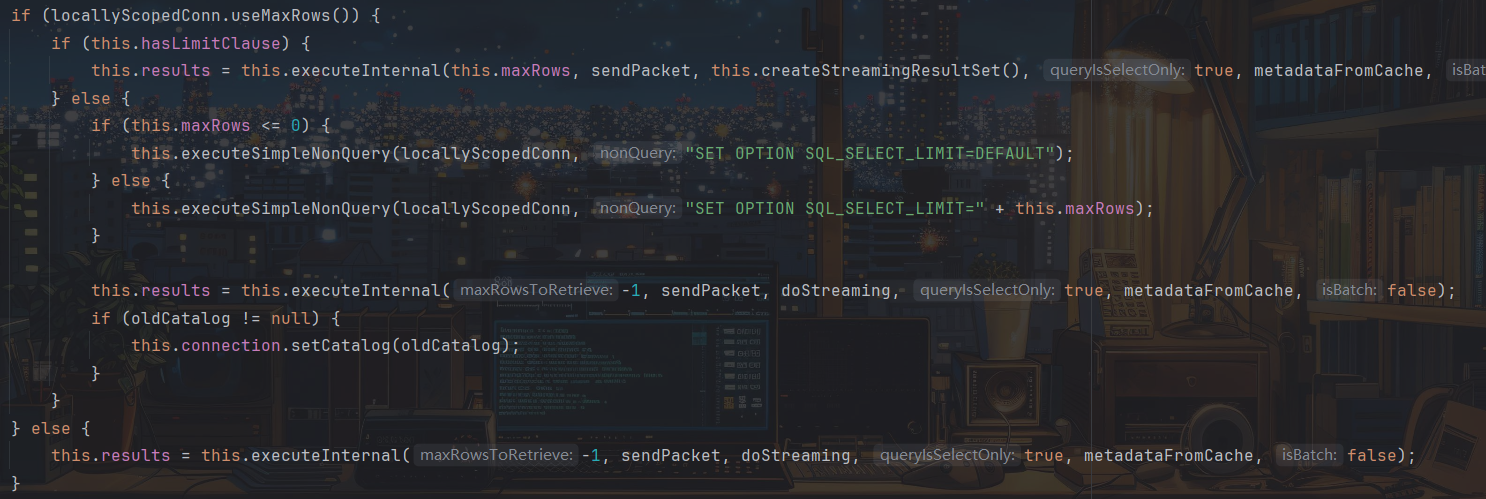 if (locallyScopedConn.useMaxRows()) {
    if (this.hasLimitClause) {
        this.results = this.executeInternal(this.maxRows, sendPacket, this.createStreamingResultSet(), queryIsSelectOnly: true, metadataFromCache, isBat
    } else {
        if (this.maxRows <= 0) {
            this.executeSimpleNonQuery(locallyScopedConn, nonQuery: "SET OPTION SQL_SELECT_LIMIT=DEFAULT");
        } else {
            this.executeSimpleNonQuery(locallyScopedConn, nonQuery: "SET OPTION SQL_SELECT_LIMIT=" + this.maxRows);
        }
        this.results = this.executeInternal( maxRowsToRetrieve: -1, sendPacket, doStreaming, queryIsSelectOnly: true, metadataFromCache, isBatch: false);
        if (oldCatalog != null) {
            this.connection.setCatalog(oldCatalog);
        }
    }
} else {
    this.results = this.executeInternal( maxRowsToRetrieve: -1, sendPacket, doStreaming, queryIsSelectOnly: true, metadataFromCache, isBatch: false);
}